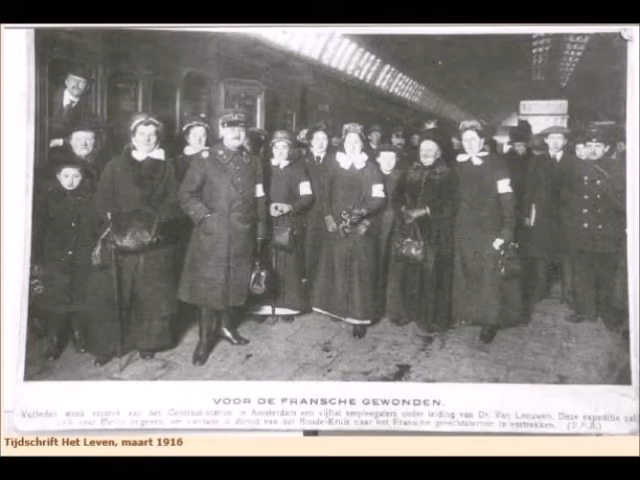 VOOR DE FRANSCHE GEWONDEN.
Verleden week vertrok van het Centraal-station te Amsterdam een vijftal verpleegsters onder leiding van Dr. Van Leeuwen. Deze expeditie zal
zich naar begeven, om vandaar in dienst van het Roode-Kruis naar het Fransche gevechtsterrein te vertrekken.
Tijdschrift Het Leven, maart 1916